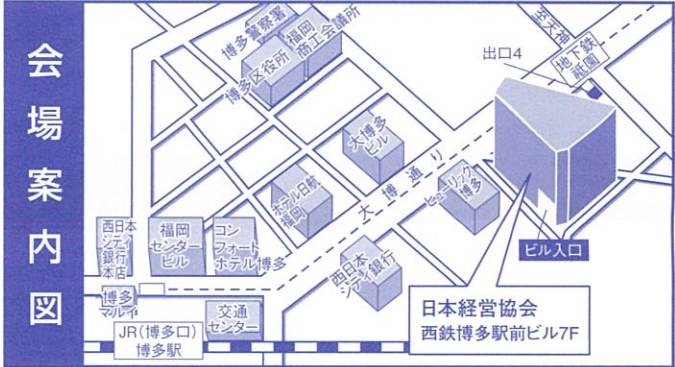 会場案内図
博多警察署
福岡
商工会議所
博多区役所
至天神
地下鉄
祇園
出口4
大博多
ビル
大博通り
ホテル日航
福岡
ヒューリック
博多
西日本
シティ
銀行
本店
福岡
センター
ビル
コン
フォート
ホテル博多
西日本
シティ銀行
ビル入口
博多
マルイ
交通
センター
JR(博多口)
博多駅
日本経営協会
西鉄博多駅前ビル7F